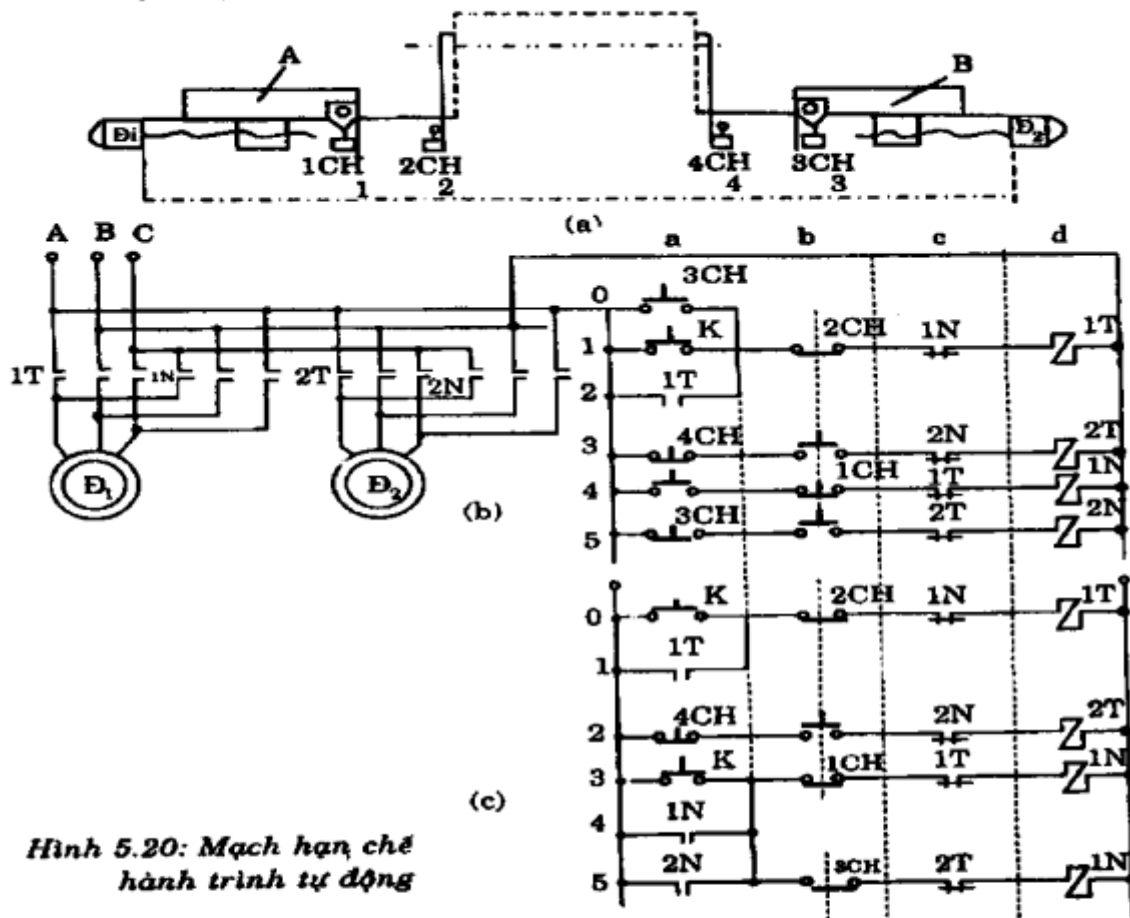 A
B
Đi
1CH
2CH
4CH
3CH
Đ2
1 2 4 3
(a)
A B C
a b c d
0 3CH
1 K 2CH 1N 1T
2 1T
1T 1N 2T 2N
3 4CH 2N 2T
4 1CH 1T 1N
5 3CH 2T 2N
Đ1 Đ2
(b)
0 K 2CH 1N 1T
1 1T
2 4CH 2N 2T
3 K 1CH 1T 1N
(c)
4 1N
5 2N 3CH 2T 1N
Hình 5.20: Mạch hạn chế
hành trình tự động